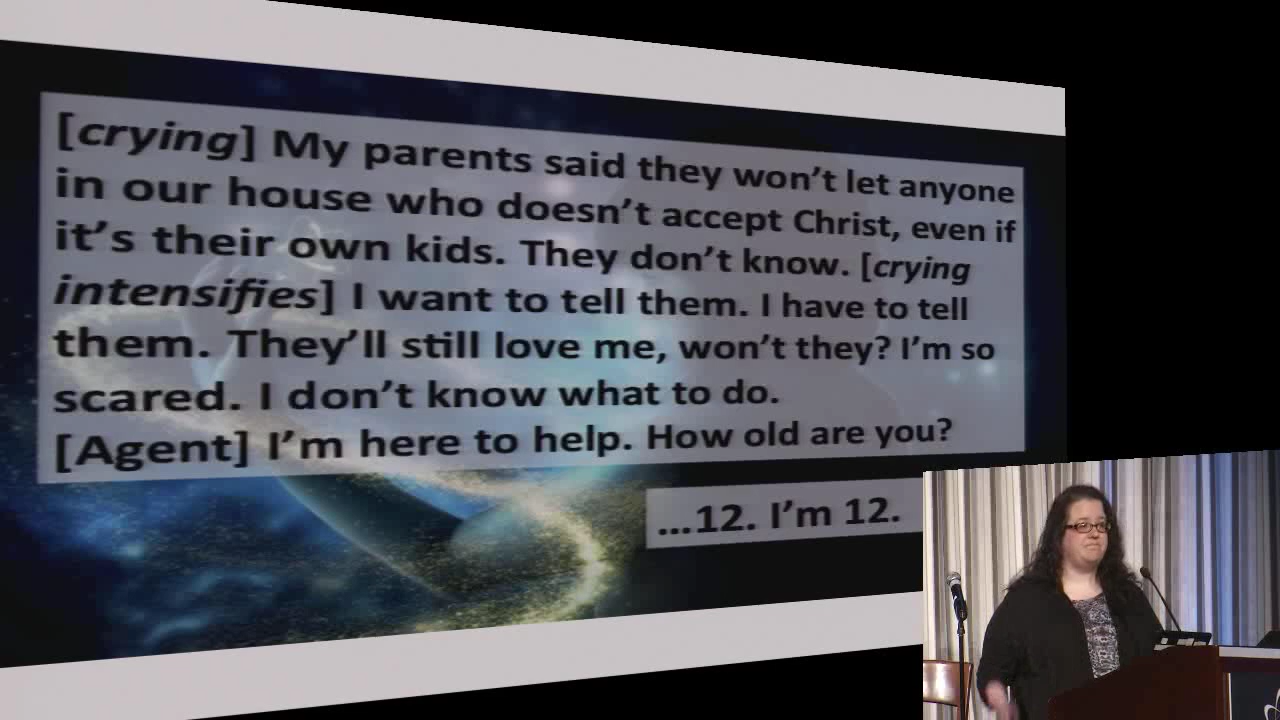 [crying] My parents said they won't let anyone
in our house who doesn't accept Christ, even if
it's their own kids. They don't know. [crying
intensifies] I want to tell them. I have to tell
them. They'll still love me, won't they? I'm so
scared. I don't know what to do.
[Agent] I'm here to help. How old are you?
...12. I'm 12.